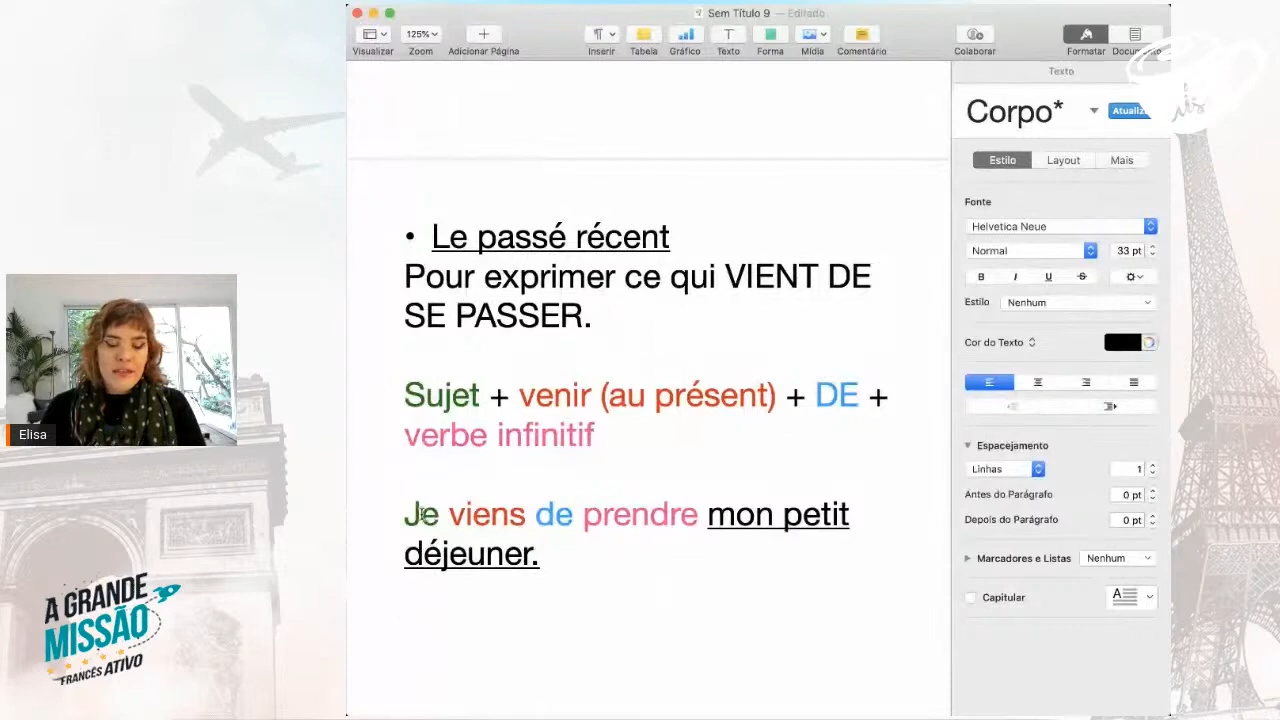 Sem Título 9 — Editado
125%
Visualizar Zoom Adicionar Página Inserir Tabela Gráfico Texto Forma Mídia Comentário Colaborar Formatar
Texto
Corpo*
Estilo Layout Mais
Fonte
Helvetica Neue
Normal 33 pt
B I U S
Estilo Nenhum
Cor do Texto
Espacejamento
Linhas 1
Antes do Parágrafo 0 pt
Depois do Parágrafo 0 pt
Marcadores e Listas Nenhum
Capitular A
• Le passé récent
Pour exprimer ce qui VIENT DE
SE PASSER.
Sujet + venir (au présent) + DE +
verbe infinitif
Je viens de prendre mon petit
déjeuner.
Elisa
A GRANDE
MISSÃO
FRANCÊS ATIVO